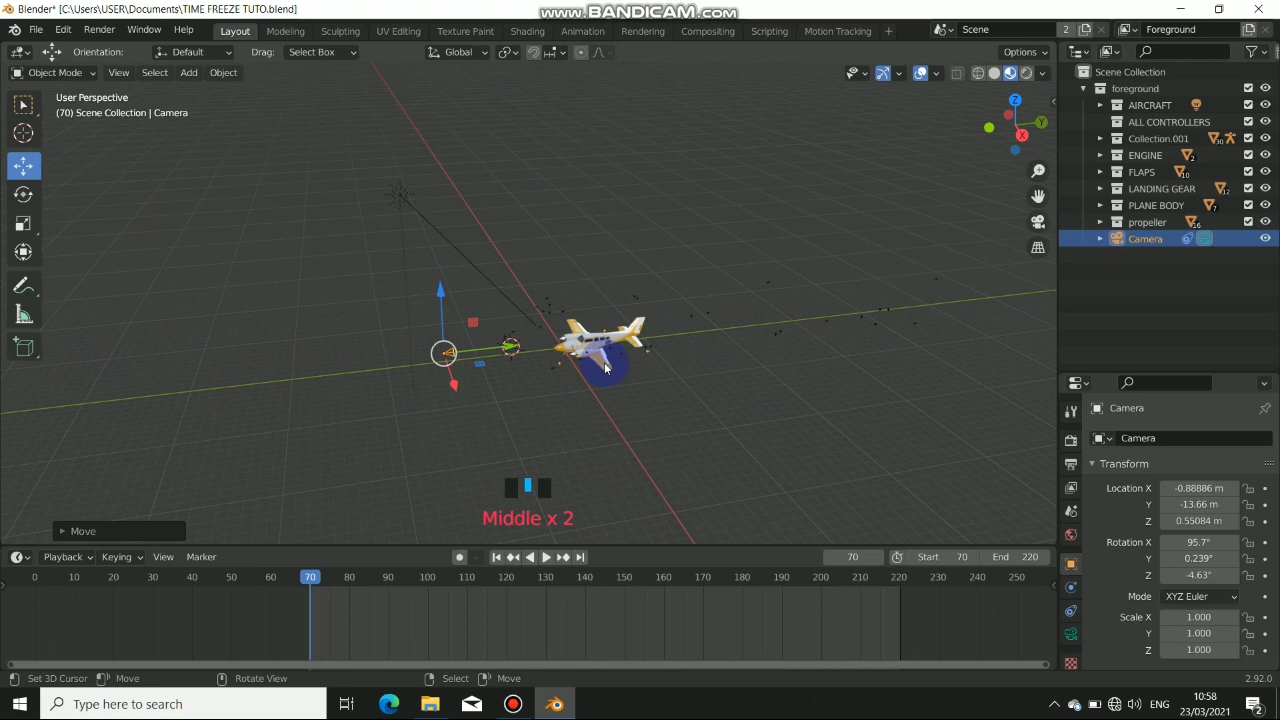 Blender* [C:\Users\USER\Documents\TIME FREEZE TUTO.blend]
www.BANDICAM.com
File Edit Render Window Help
Layout Modeling Sculpting UV Editing Texture Paint Shading Animation Rendering Compositing Scripting Motion Tracking +
Scene 2
Foreground
Orientation: Default Drag: Select Box Global Options
Object Mode View Select Add Object
User Perspective
(70) Scene Collection | Camera
Z
Y
X
Scene Collection
foreground
AIRCRAFT
ALL CONTROLLERS
Collection.001 30
ENGINE 2
FLAPS 10
LANDING GEAR 12
PLANE BODY 7
propeller 16
Camera
Camera
Camera
Transform
Location X -0.88886 m
Y -13.66 m
Z 0.55084 m
Rotation X 95.7°
Y 0.239°
Z -4.63°
Mode XYZ Euler
Scale X 1.000
Y 1.000
Z 1.000
Middle x 2
Move
Playback Keying View Marker 70 Start 70 End 220
0 10 20 30 40 50 60 70 80 90 100 110 120 130 140 150 160 170 180 190 200 210 220 230 240 250
Set 3D Cursor Move Rotate View Select Move 2.92.0
Type here to search
ENG
10:58
23/03/2021
2